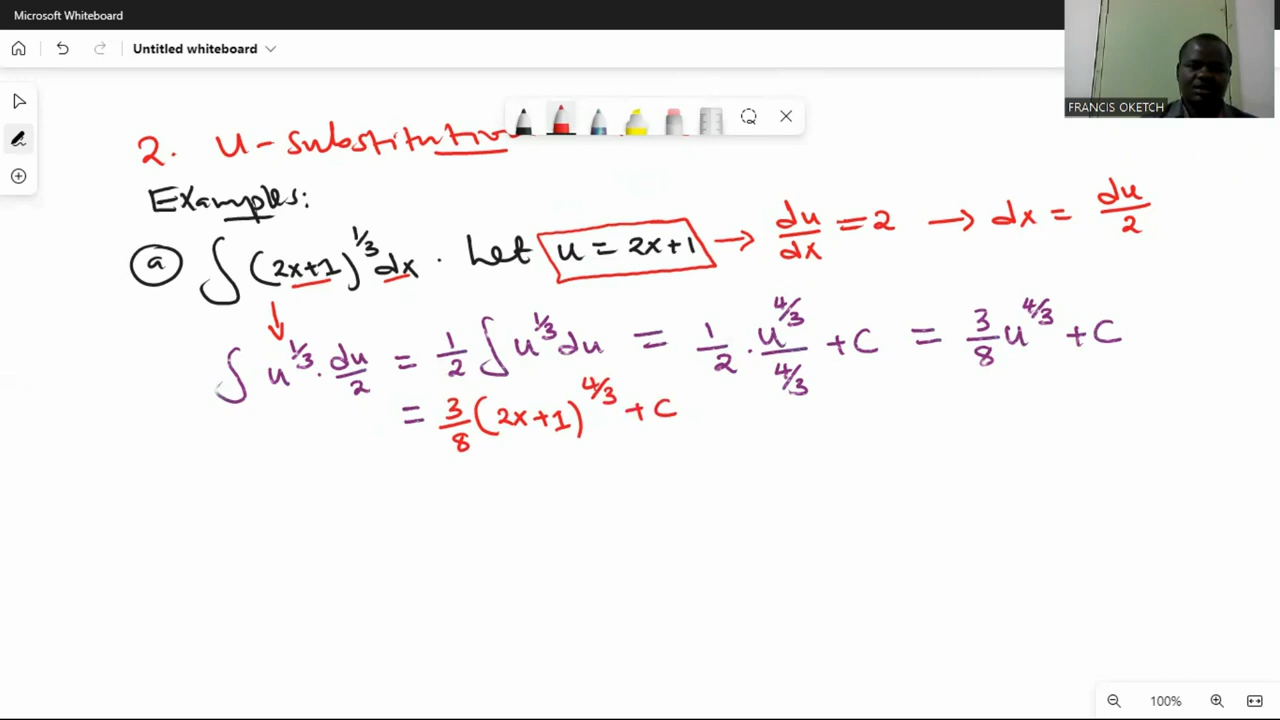 Microsoft Whiteboard
Untitled whiteboard
FRANCIS OKETCH
2. U-substitution
Examples:
(a) ∫(2x+1)^{1/3} dx. Let u = 2x+1 → du/dx = 2 → dx = du/2
∫ u^{1/3} · du/2 = 1/2 ∫ u^{1/3} du = 1/2 · u^{4/3}/(4/3) + C = 3/8 u^{4/3} + C
= 3/8 (2x+1)^{4/3} + C
100%